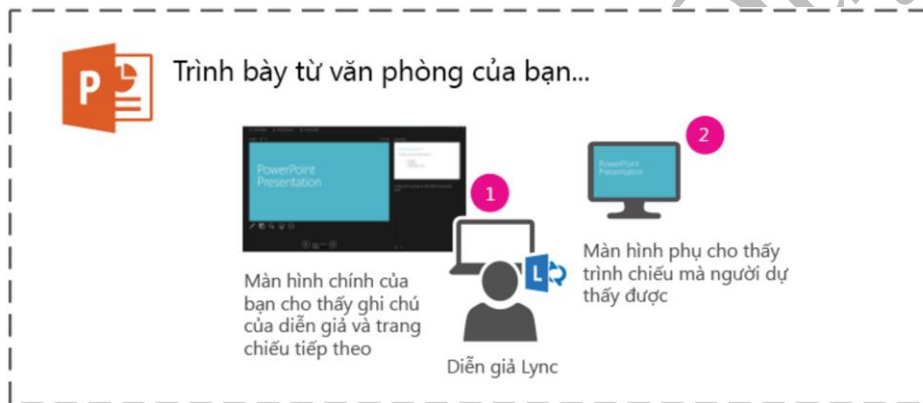 P
Trình bày từ văn phòng của bạn...
PowerPoint
Presentation
1
2
PowerPoint
Presentation
L
Màn hình chính của
bạn cho thấy ghi chú
của diễn giả và trang
chiếu tiếp theo
Màn hình phụ cho thấy
trình chiếu mà người dự
thấy được
Diễn giả Lync